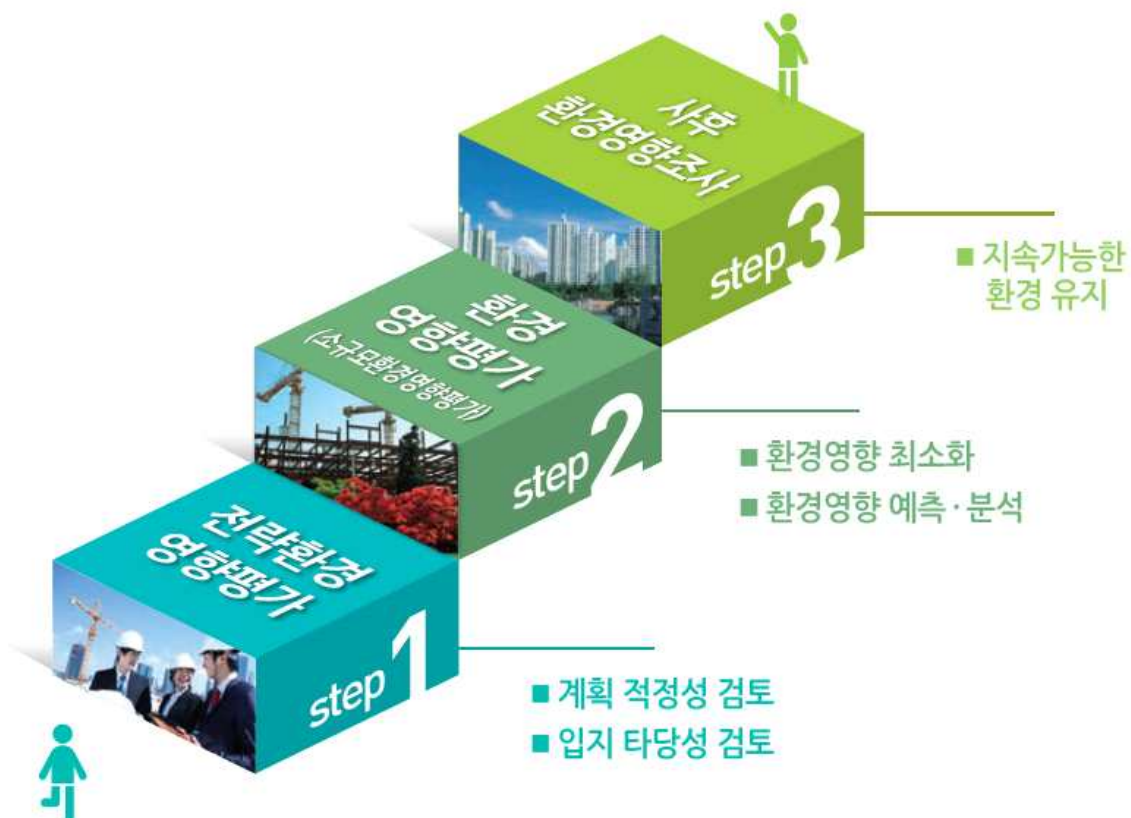 사후
환경영향조사
step 3
■ 지속가능한
환경 유지
환경
영향평가
(소규모환경영향평가)
step 2
■ 환경영향 최소화
■ 환경영향 예측 · 분석
전략환경
영향평가
step 1
■ 계획 적정성 검토
■ 입지 타당성 검토